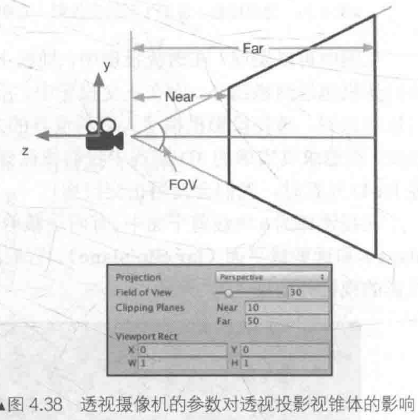 Far
y
Near
z
FOV
Projection Perspective
Field of View 30
Clipping Planes Near 10
Far 50
Viewport Rect
X 0 Y 0
W 1 H 1
▲图 4.38 透视摄像机的参数对透视投影视锥体的影响